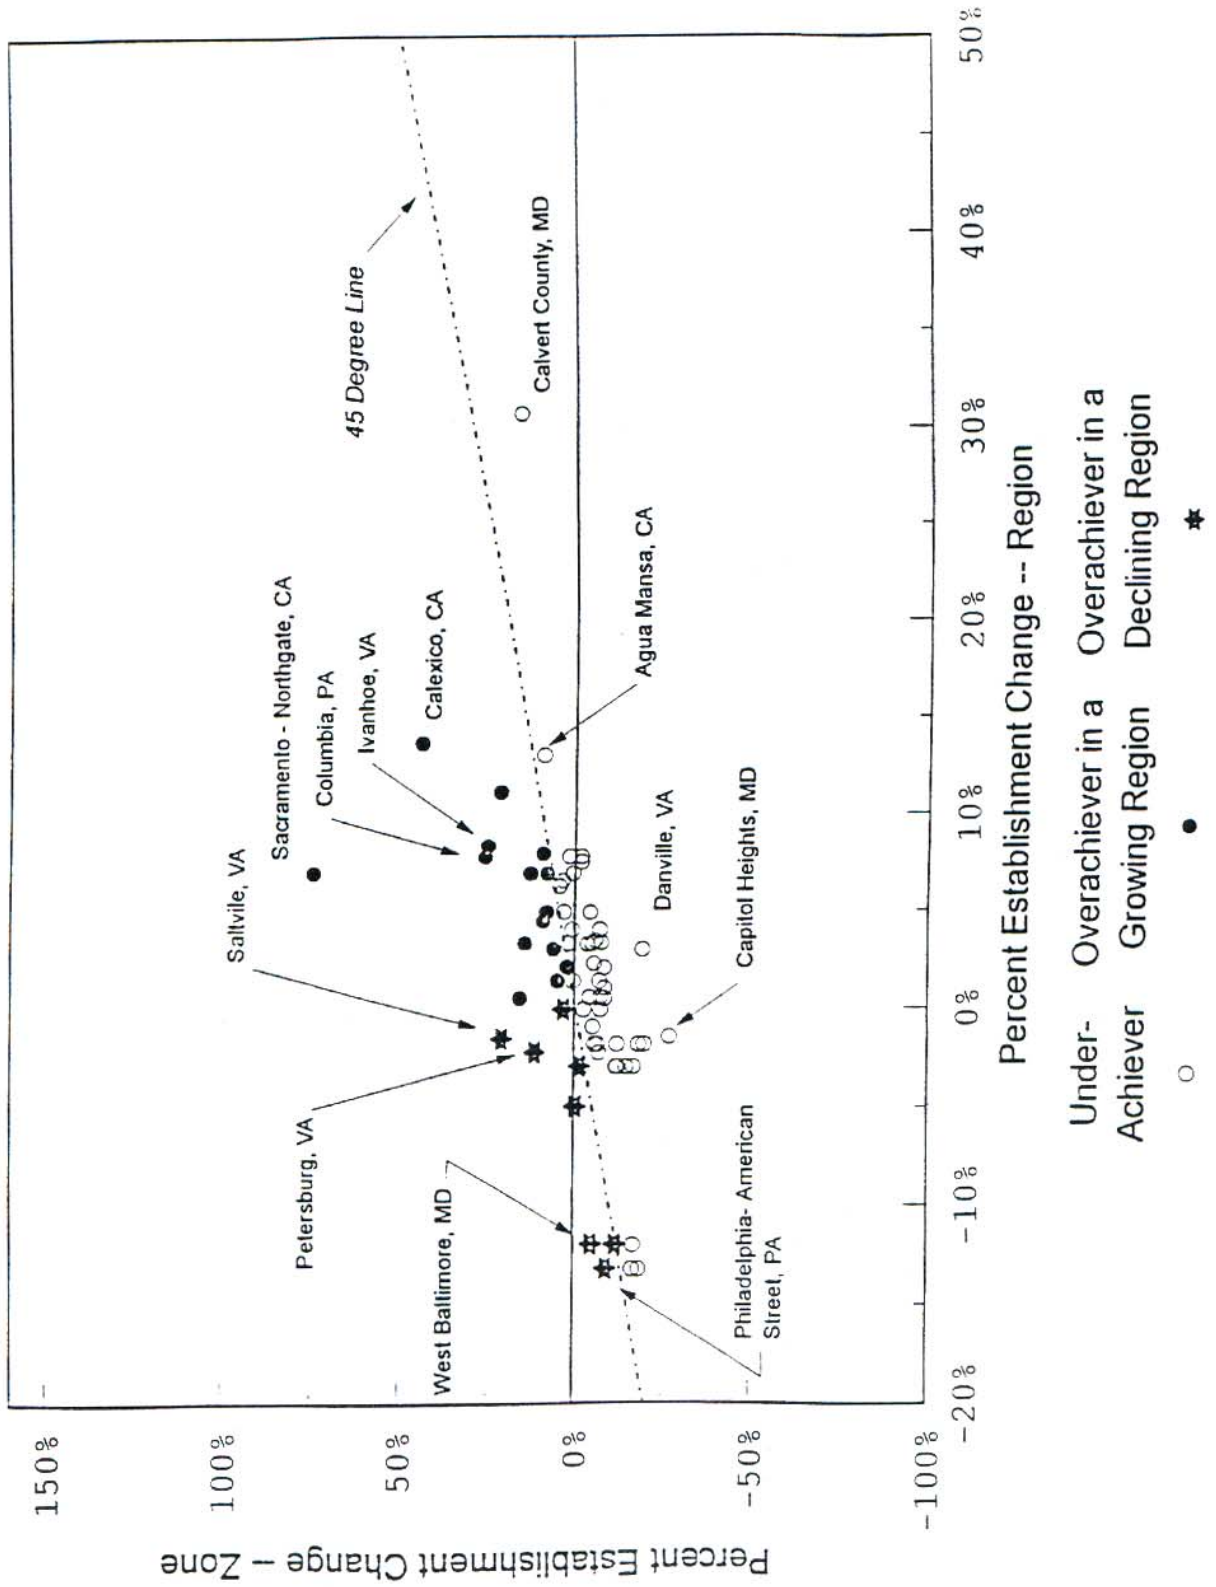 Percent Establishment Change – Zone
150%
100%
50%
0%
-50%
-100%
-20%
-10%
0%
10%
20%
30%
40%
50%
Percent Establishment Change -- Region
45 Degree Line
Calvert County, MD
Sacramento - Northgate, CA
Columbia, PA
Ivanhoe, VA
Calexico, CA
Agua Mansa, CA
Saltvile, VA
Petersburg, VA
West Baltimore, MD
Danville, VA
Capitol Heights, MD
Philadelphia- American
Street, PA
Under-
Achiever
Overachiever in a
Growing Region
Overachiever in a
Declining Region